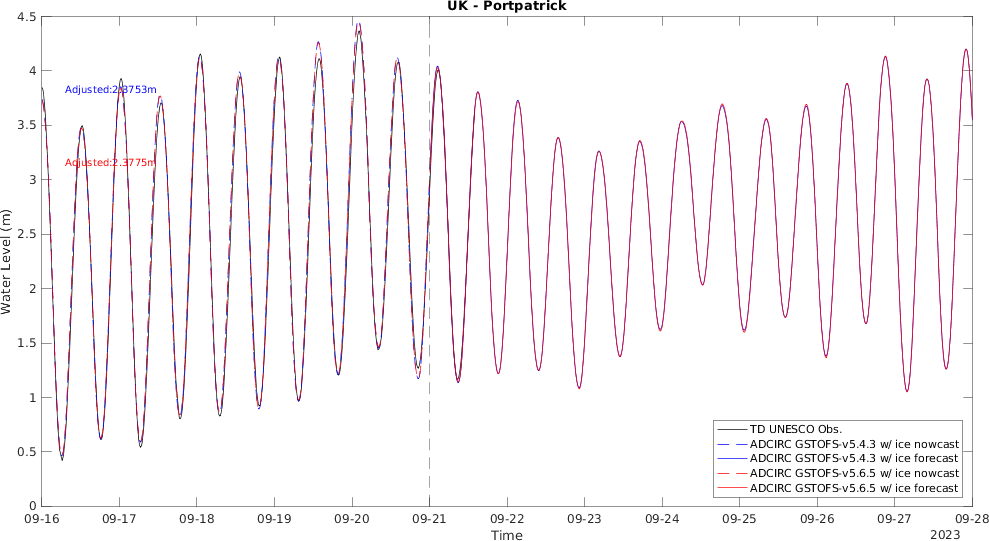 UK - Portpatrick
4.5
4
3.5
3
2.5
2
1.5
1
0.5
0
Water Level (m)
Adjusted:2.3753m
Adjusted:2.3775m
TD UNESCO Obs.
ADCIRC GSTOFS-v5.4.3 w/ ice nowcast
ADCIRC GSTOFS-v5.4.3 w/ ice forecast
ADCIRC GSTOFS-v5.6.5 w/ ice nowcast
ADCIRC GSTOFS-v5.6.5 w/ ice forecast
09-16 09-17 09-18 09-19 09-20 09-21 09-22 09-23 09-24 09-25 09-26 09-27 09-28
Time
2023